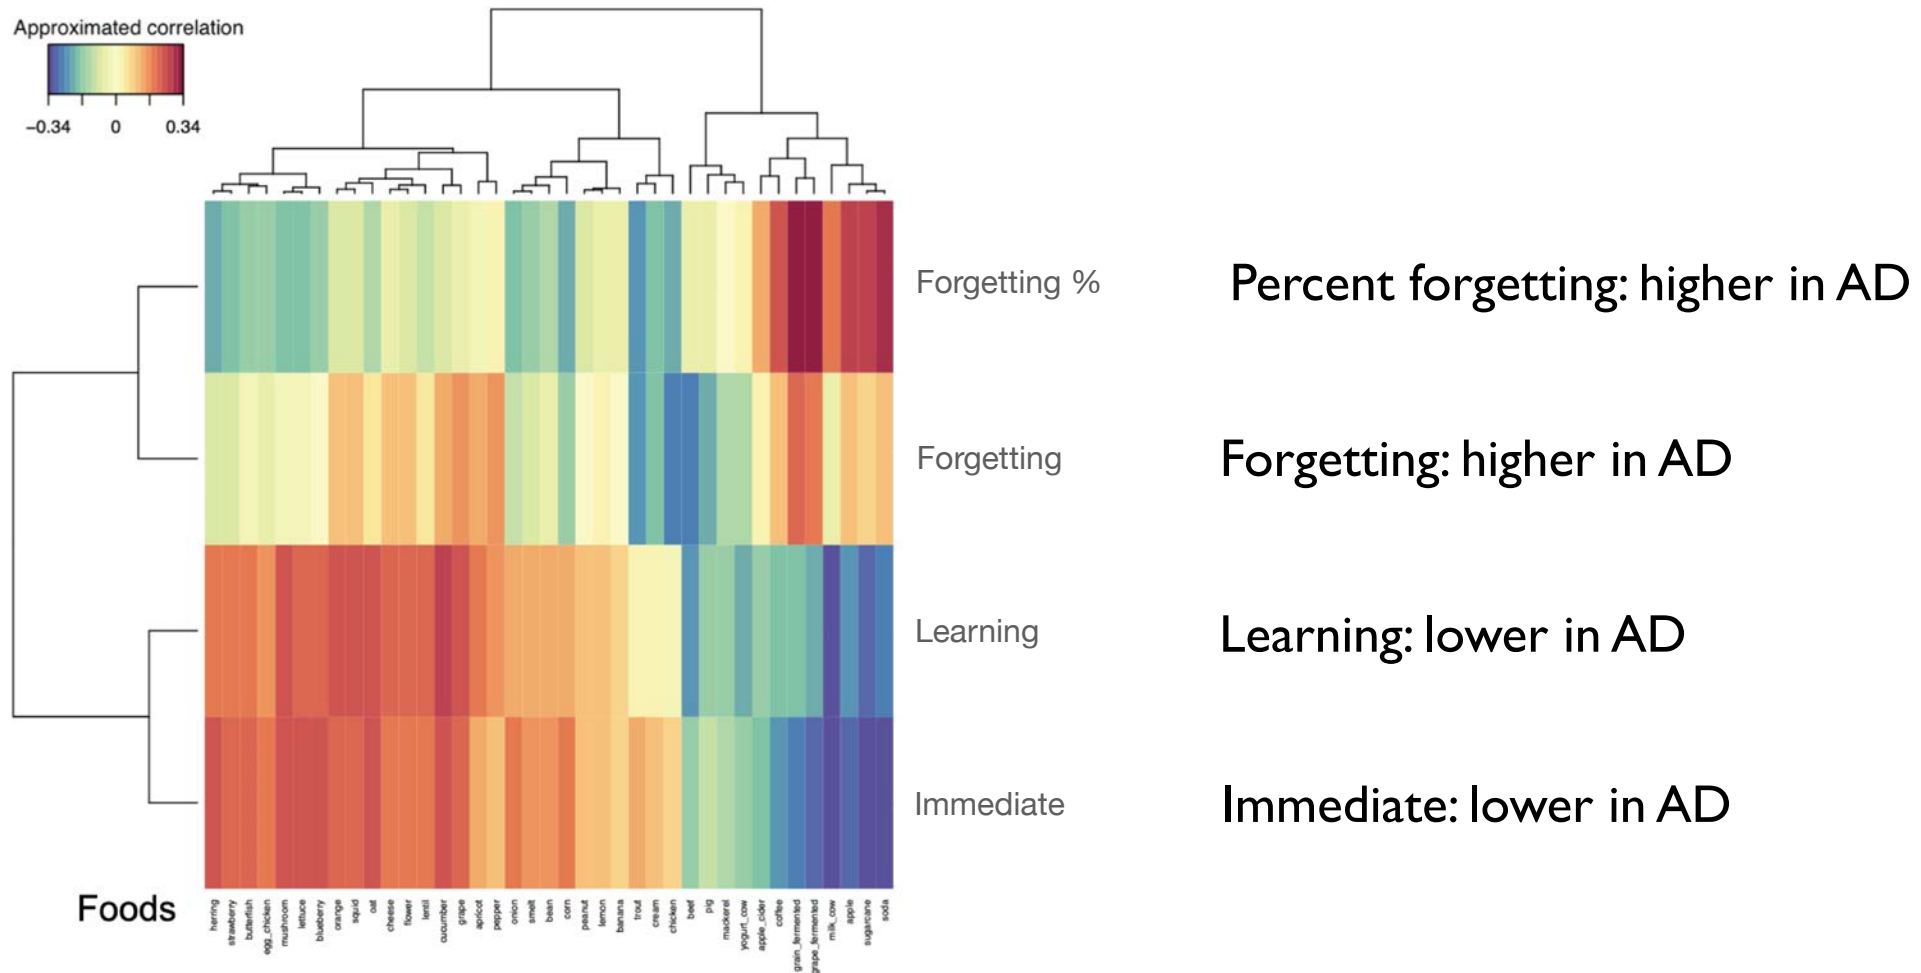 Approximated correlation
−0.34 0 0.34
Forgetting % Percent forgetting: higher in AD
Forgetting Forgetting: higher in AD
Learning Learning: lower in AD
Immediate Immediate: lower in AD
Foods
herring
strawberry
butterfish
egg_chicken
mushroom
lettuce
blueberry
orange
squid
oat
cheese
flower
lentil
cucumber
grape
apricot
pepper
onion
smelt
bean
corn
peanut
lemon
banana
trout
cream
chicken
beef
pig
mackerel
yogurt_cow
apple_cider
coffee
grain_fermented
grape_fermented
milk_cow
apple
sugarcane
soda